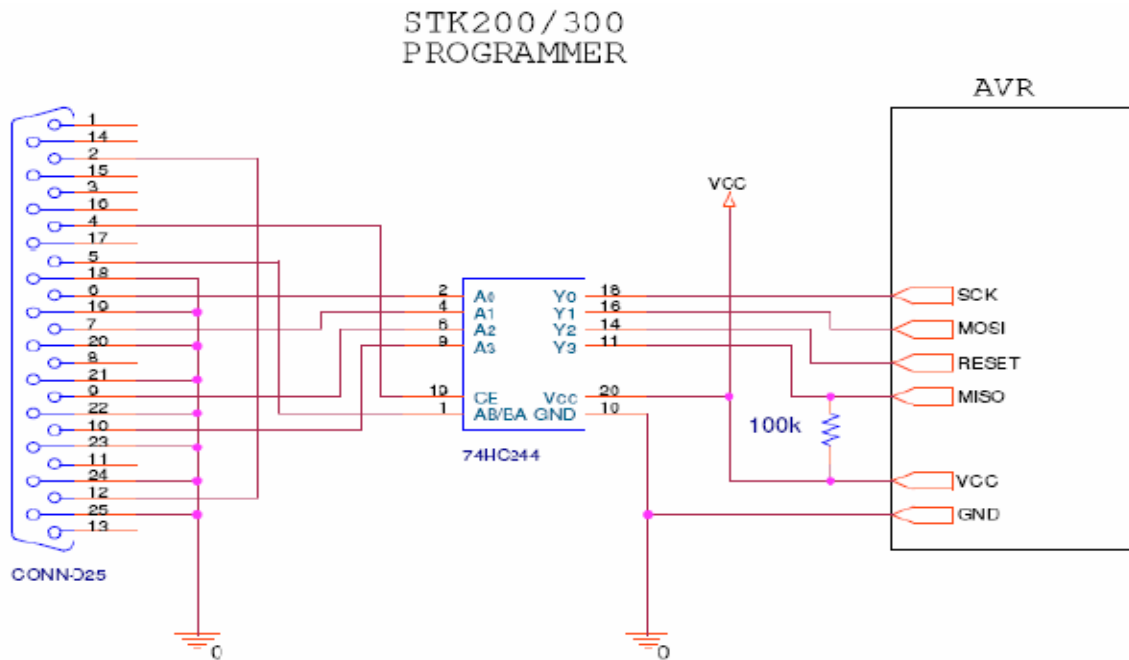 STK200/300
PROGRAMMER
AVR
1
14
2
15
3
16
4
17
5
18
6
19
7
20
8
21
9
22
10
23
11
24
12
25
13
CONN-D25
0
2 A0 Y0 18
4 A1 Y1 16
6 A2 Y2 14
9 A3 Y3 11
19 CE Vcc 20
1 AB/BA GND 10
74HC244
VCC
100k
0
SCK
MOSI
RESET
MISO
VCC
GND